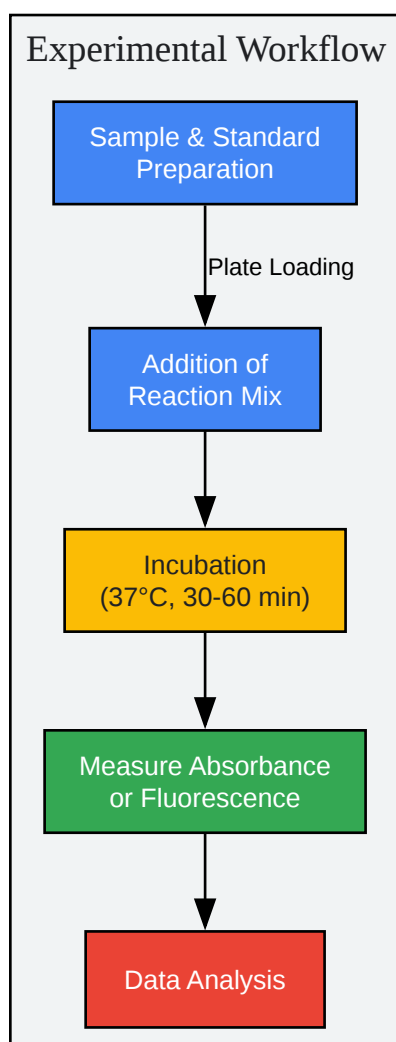 Experimental Workflow
Sample & Standard
Preparation
Plate Loading
Addition of
Reaction Mix
Incubation
(37°C, 30-60 min)
Measure Absorbance
or Fluorescence
Data Analysis